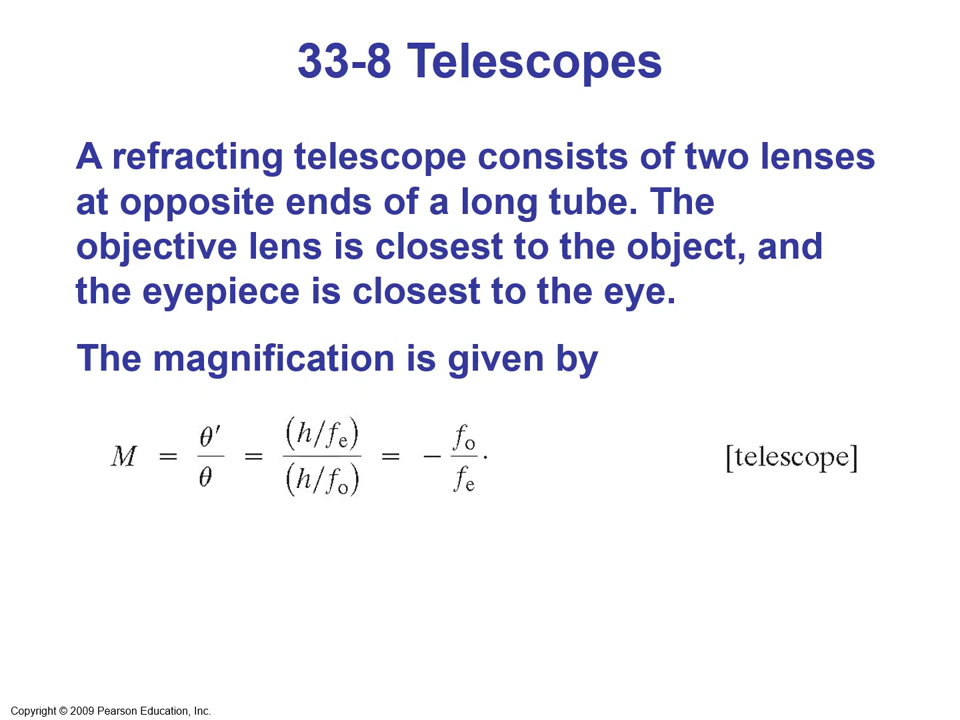 33-8 Telescopes
A refracting telescope consists of two lenses
at opposite ends of a long tube. The
objective lens is closest to the object, and
the eyepiece is closest to the eye.
The magnification is given by
M = θ′/θ = (h/fₑ)/(h/fₒ) = −fₒ/fₑ. [telescope]
Copyright © 2009 Pearson Education, Inc.